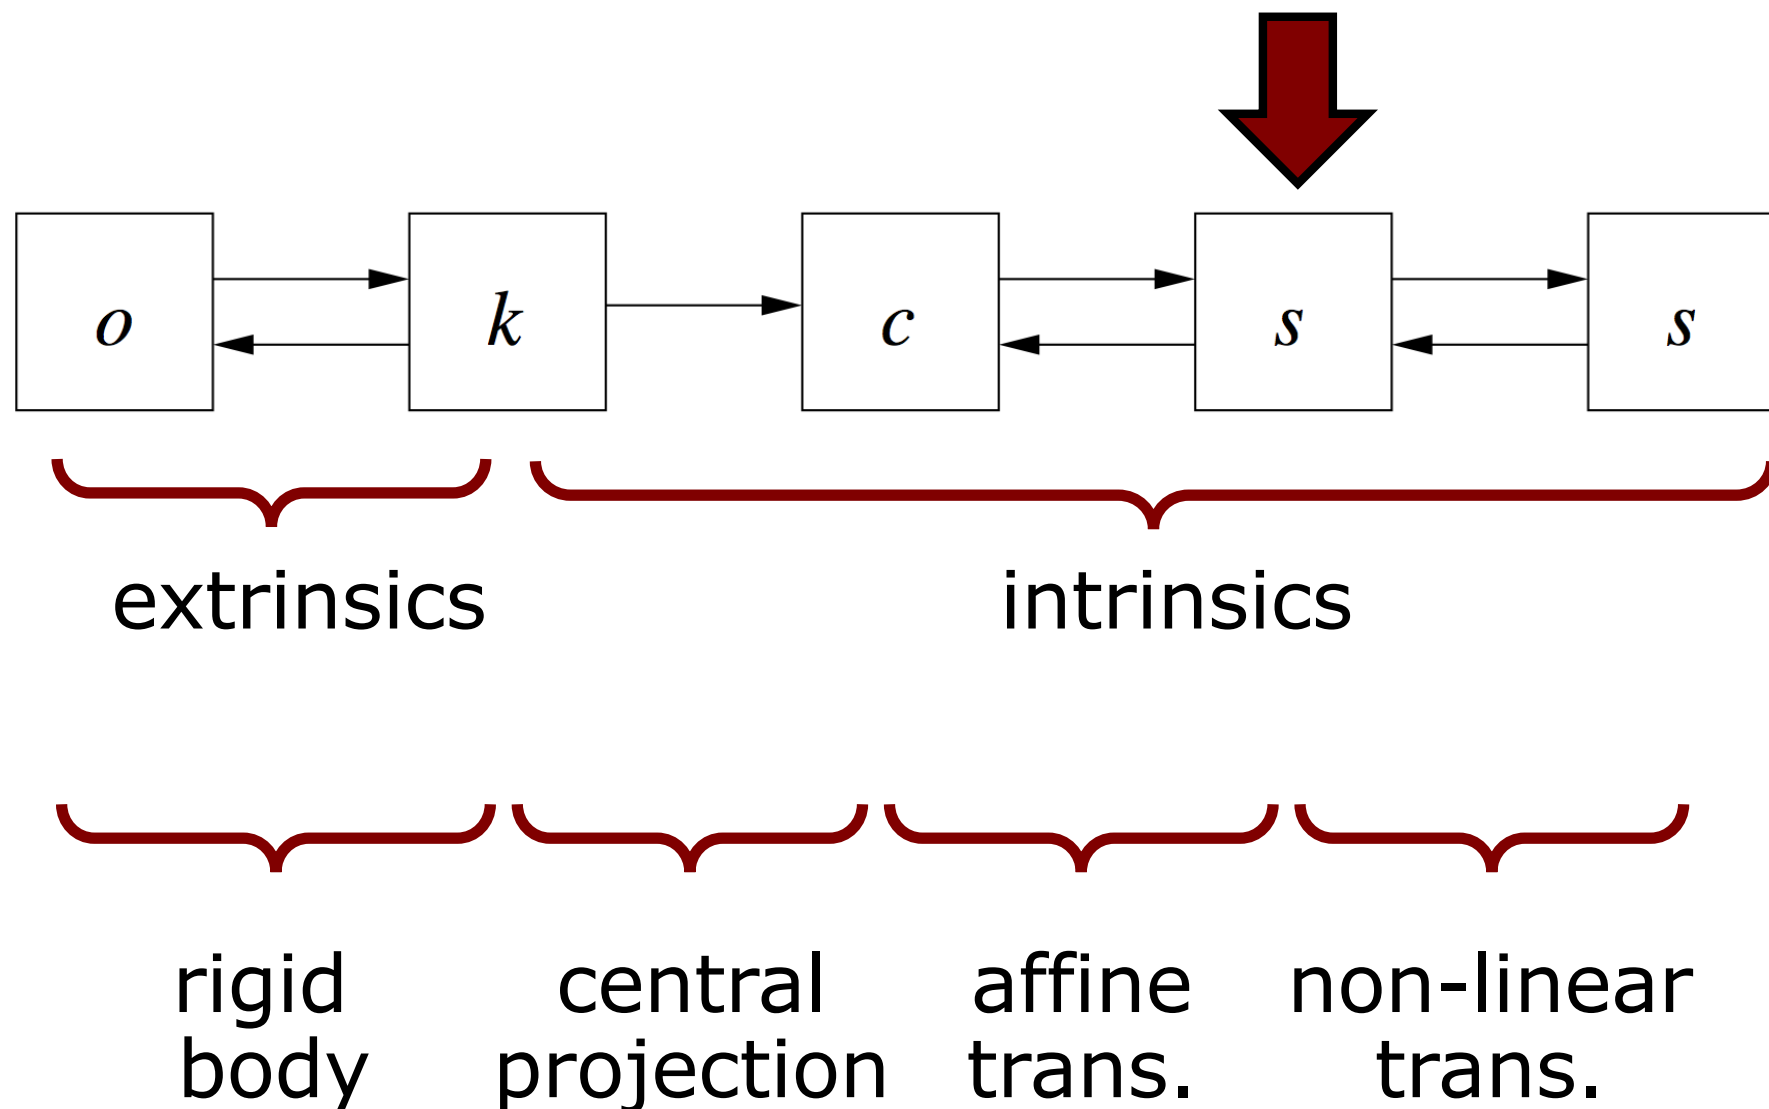 o k c s s
extrinsics intrinsics
rigid central affine non-linear
body projection trans. trans.